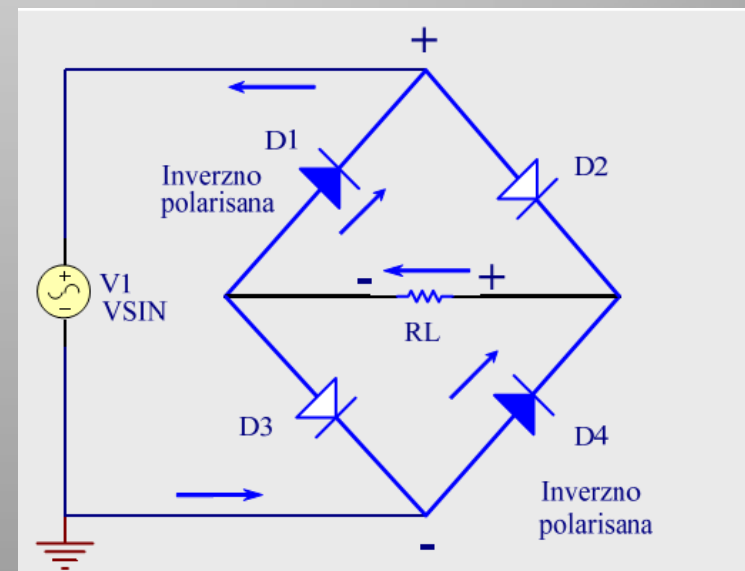 +
D1
Inverzno
polarisana
D2
+
-
V1
VSIN
- +
RL
D3
D4
Inverzno
polarisana
-